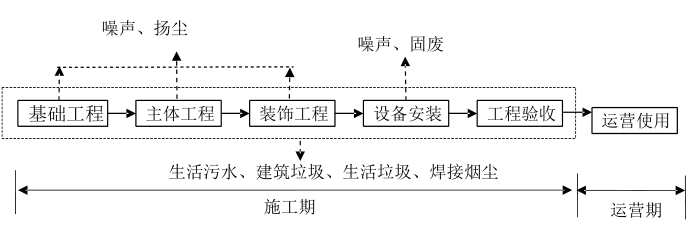 噪声、扬尘
噪声、固废
基础工程
主体工程
装饰工程
设备安装
工程验收
运营使用
生活污水、建筑垃圾、生活垃圾、焊接烟尘
施工期
运营期